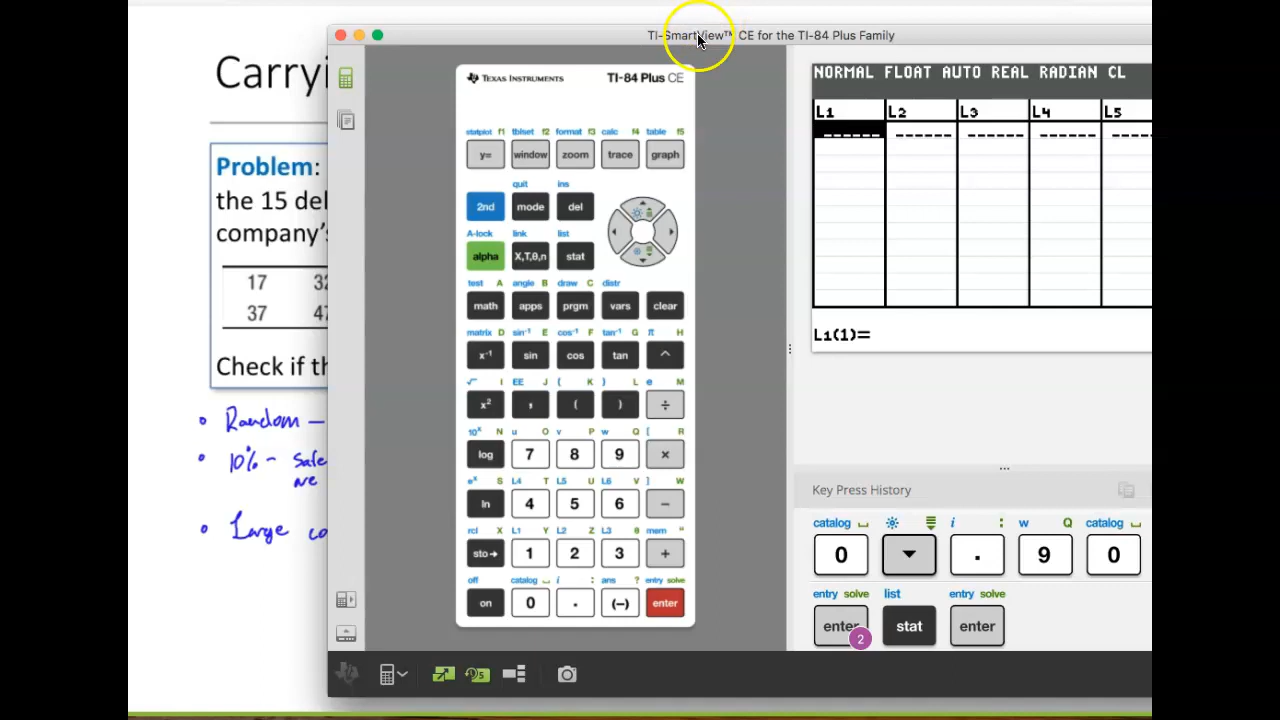 Carryi
Problem:
the 15 del
company's
17 32
37 47
Check if th
• Random —
• 10% - Safe
are
• Large co
TI-SmartView™ CE for the TI-84 Plus Family
TEXAS INSTRUMENTS TI-84 Plus CE
statplot f1 tblset f2 format f3 calc f4 table f5
y= window zoom trace graph
quit ins
2nd mode del
A-lock link list
alpha X,T,θ,n stat
test A angle B draw C distr
math apps prgm vars clear
matrix D sin⁻¹ E cos⁻¹ F tan⁻¹ G π H
x⁻¹ sin cos tan ^
√ I EE J { K } L e M
x² , ( ) ÷
10ˣ N u O v P w Q [ R
log 7 8 9 ×
eˣ S L4 T L5 U L6 V ] W
ln 4 5 6 −
rcl X L1 Y L2 Z L3 θ mem "
sto→ 1 2 3 +
off catalog ␣ i : ans ? entry solve
on 0 . (−) enter
NORMAL FLOAT AUTO REAL RADIAN CL
L1 L2 L3 L4 L5
------ ------ ------ ------ -----
L1(1)=
Key Press History
catalog ␣ i : w Q catalog ␣
0 . 9 0
entry solve list entry solve
enter stat enter
2
5